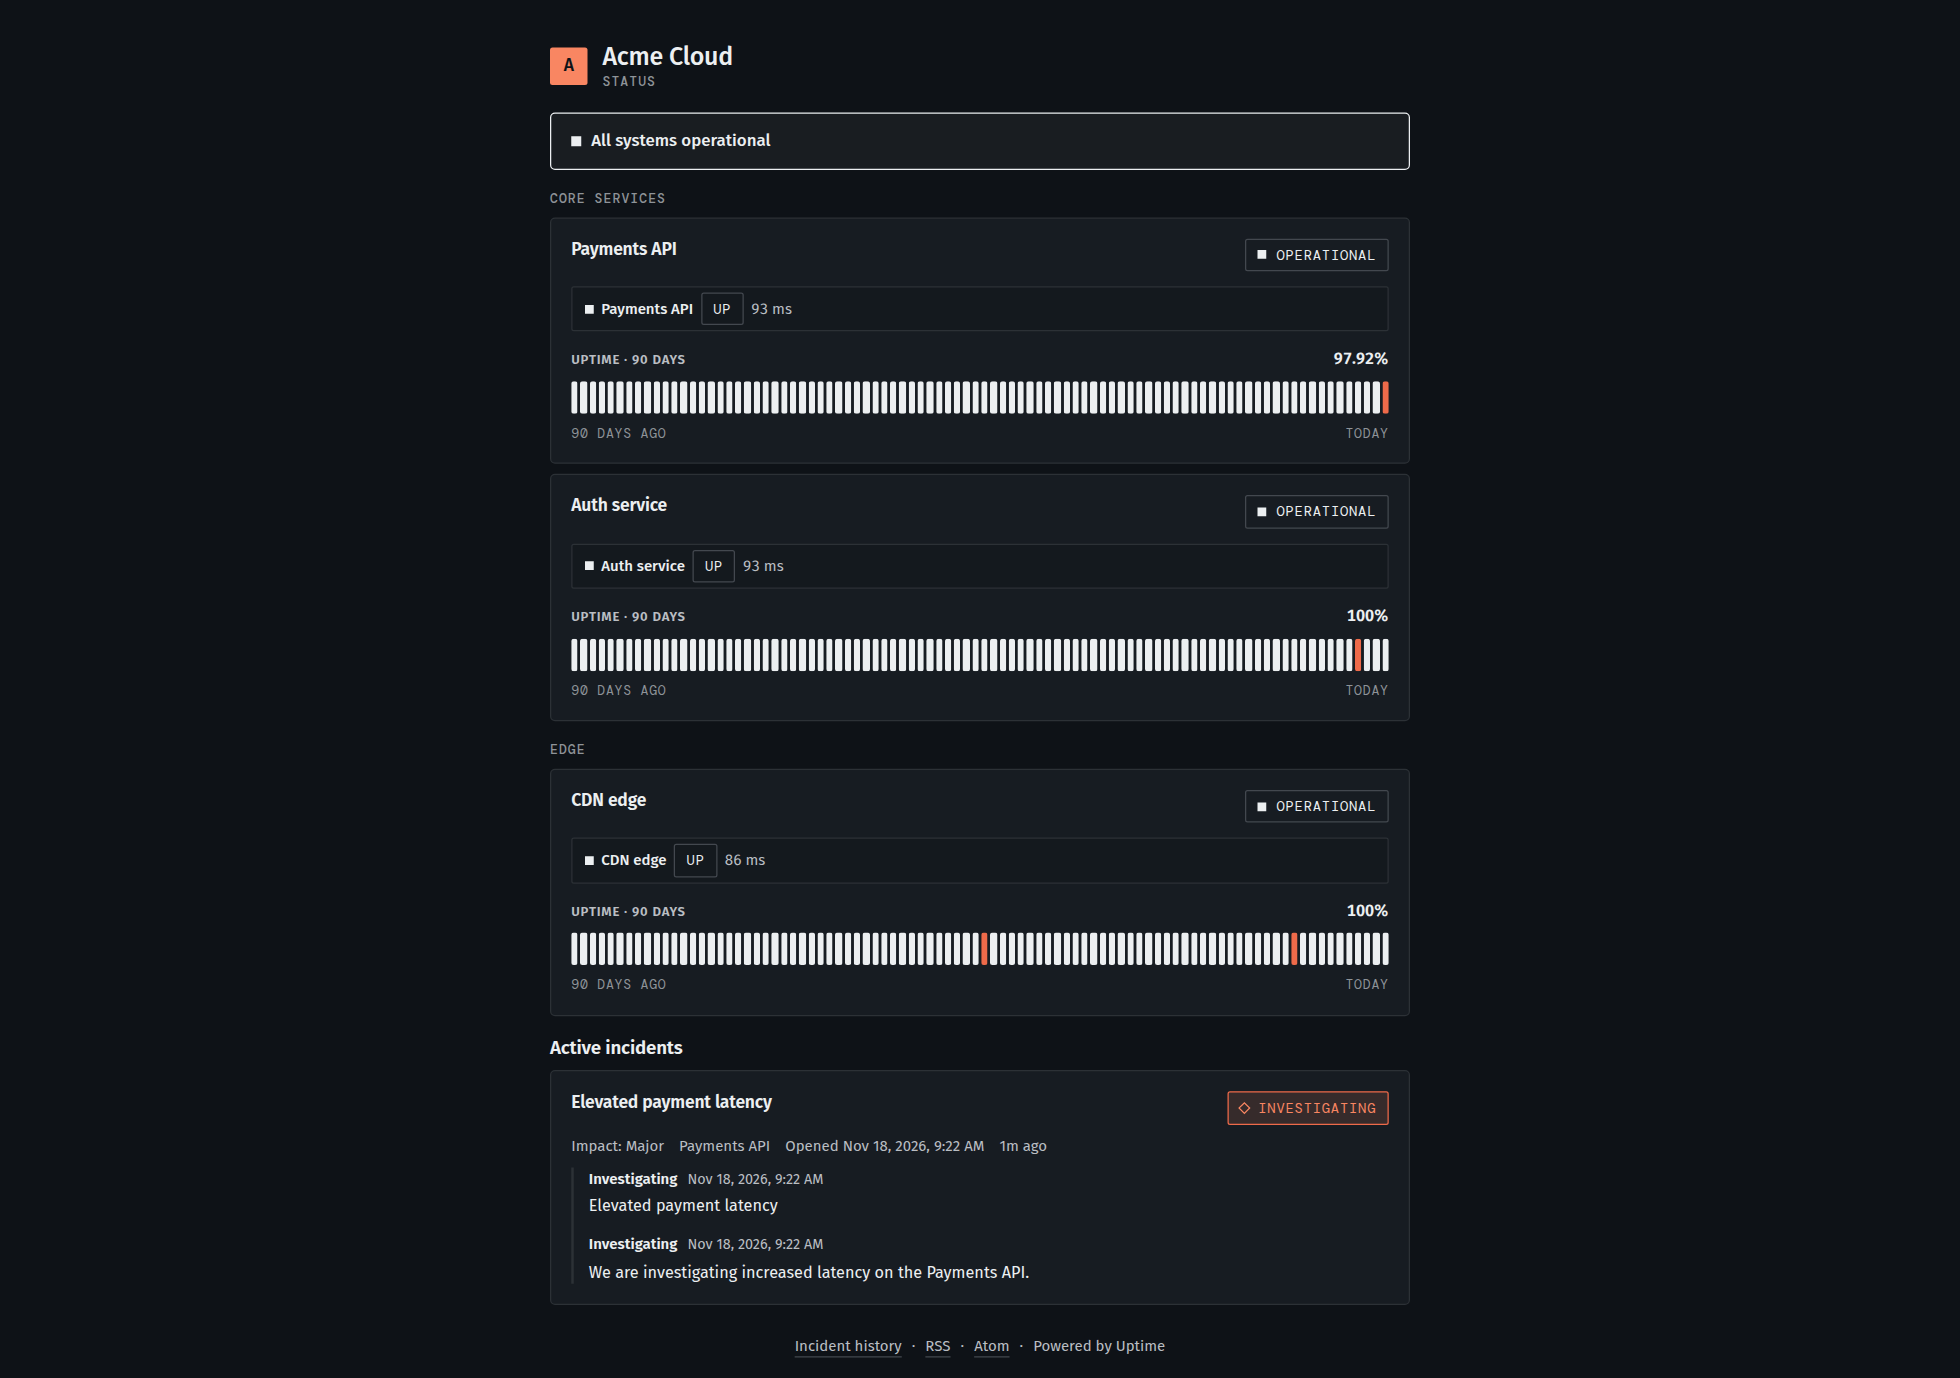 A
Acme Cloud
STATUS
All systems operational
CORE SERVICES
Payments API
OPERATIONAL
Payments API UP 93 ms
UPTIME · 90 DAYS 97.92%
90 DAYS AGO TODAY
Auth service
OPERATIONAL
Auth service UP 93 ms
UPTIME · 90 DAYS 100%
90 DAYS AGO TODAY
EDGE
CDN edge
OPERATIONAL
CDN edge UP 86 ms
UPTIME · 90 DAYS 100%
90 DAYS AGO TODAY
Active incidents
Elevated payment latency
INVESTIGATING
Impact: Major Payments API Opened Nov 18, 2026, 9:22 AM 1m ago
Investigating Nov 18, 2026, 9:22 AM
Elevated payment latency
Investigating Nov 18, 2026, 9:22 AM
We are investigating increased latency on the Payments API.
Incident history · RSS · Atom · Powered by Uptime